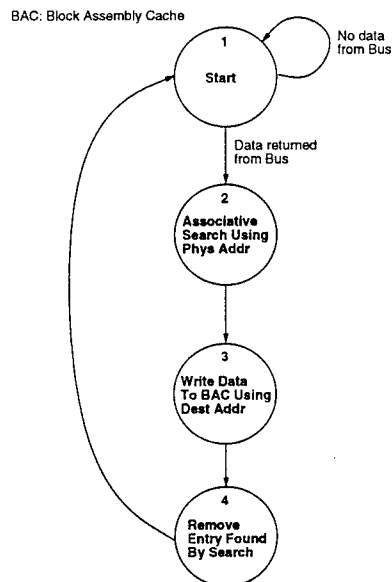 BAC: Block Assembly Cache
1
Start
No data
from Bus
Data returned
from Bus
2
Associative
Search Using
Phys Addr
3
Write Data
To BAC Using
Dest Addr
4
Remove
Entry Found
By Search